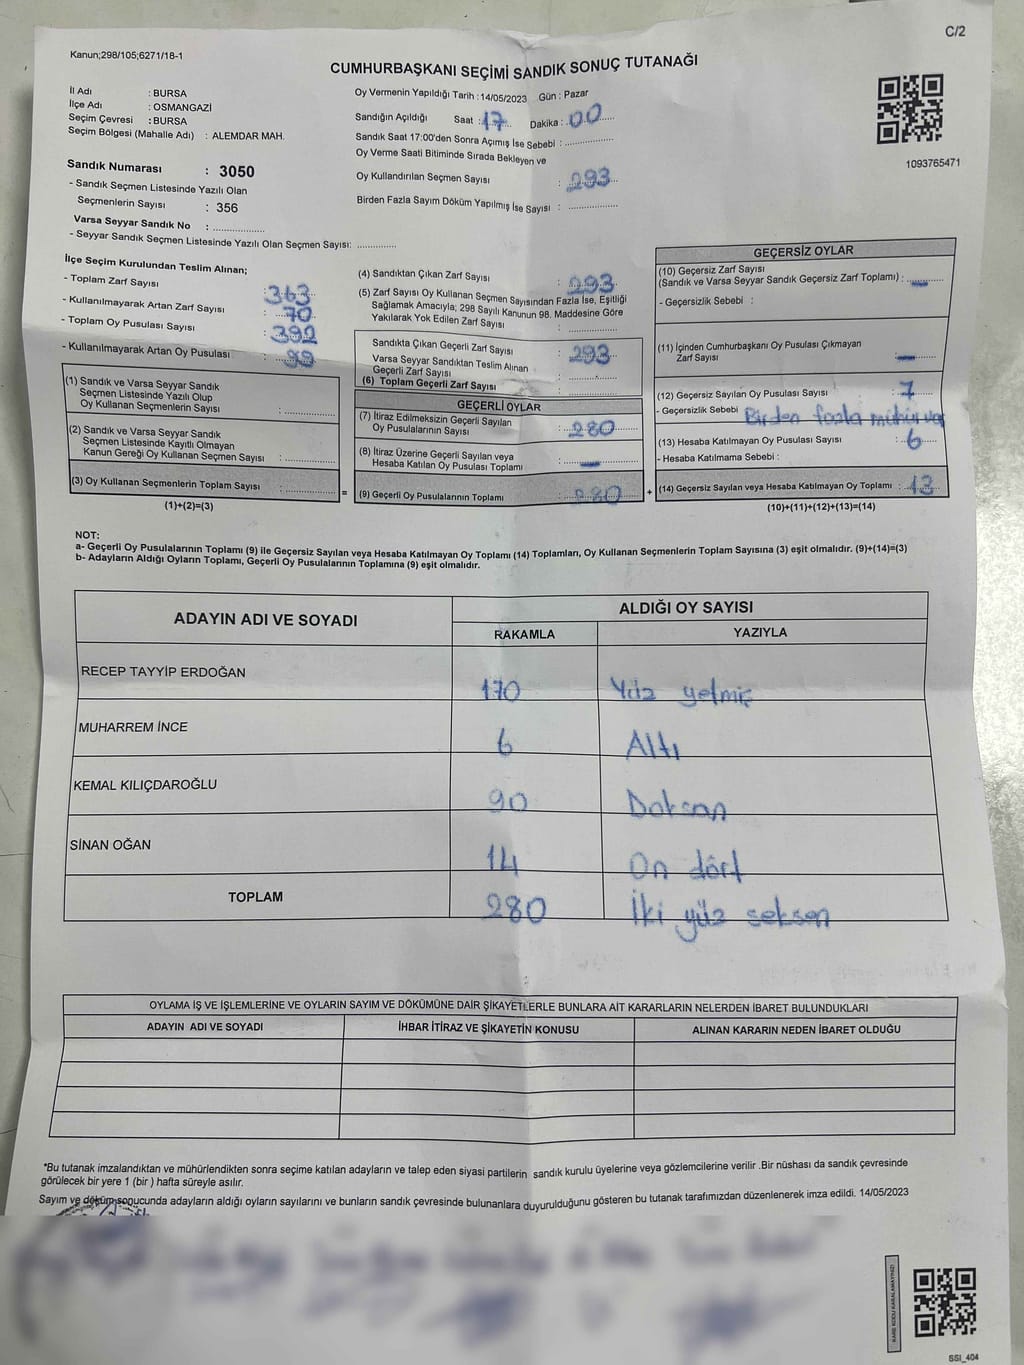 C/2
Kanun;298/105;6271/18-1
CUMHURBAŞKANI SEÇİMİ SANDIK SONUÇ TUTANAĞI
İl Adı : BURSA
İlçe Adı : OSMANGAZİ
Seçim Çevresi : BURSA
Seçim Bölgesi (Mahalle Adı) : ALEMDAR MAH.
Sandık Numarası : 3050
- Sandık Seçmen Listesinde Yazılı Olan
Seçmenlerin Sayısı : 356
Varsa Seyyar Sandık No : ................
- Seyyar Sandık Seçmen Listesinde Yazılı Olan Seçmen Sayısı: ............
Oy Vermenin Yapıldığı Tarih : 14/05/2023 Gün : Pazar
Sandığın Açıldığı Saat : 17 Dakika : 00
Sandık Saat 17:00'den Sonra Açımış İse Sebebi : ................
Oy Verme Saati Bitiminde Sırada Bekleyen ve
Oy Kullandırılan Seçmen Sayısı : 293
Birden Fazla Sayım Döküm Yapılmış İse Sayısı : ................
1093765471
İlçe Seçim Kurulundan Teslim Alınan;
- Toplam Zarf Sayısı : 363
- Kullanılmayarak Artan Zarf Sayısı : 70
- Toplam Oy Pusulası Sayısı : 392
- Kullanılmayarak Artan Oy Pusulası : 99
(1) Sandık ve Varsa Seyyar Sandık
Seçmen Listesinde Yazılı Olup
Oy Kullanan Seçmenlerin Sayısı : ................
(2) Sandık ve Varsa Seyyar Sandık
Seçmen Listesinde Kayıtlı Olmayan
Kanun Gereği Oy Kullanan Seçmen Sayısı : ................
(3) Oy Kullanan Seçmenlerin Toplam Sayısı : ................
(1)+(2)=(3)
(4) Sandıktan Çıkan Zarf Sayısı : 293
(5) Zarf Sayısı Oy Kullanan Seçmen Sayısından Fazla İse, Eşitliği
Sağlamak Amacıyla; 298 Sayılı Kanunun 98. Maddesine Göre
Yakılarak Yok Edilen Zarf Sayısı : ................
Sandıkta Çıkan Geçerli Zarf Sayısı : 293
Varsa Seyyar Sandıktan Teslim Alınan
Geçerli Zarf Sayısı : ................
(6) Toplam Geçerli Zarf Sayısı : ................
GEÇERLİ OYLAR
(7) İtiraz Edilmeksizin Geçerli Sayılan
Oy Pusulalarının Sayısı : 280
(8) İtiraz Üzerine Geçerli Sayılan veya
Hesaba Katılan Oy Pusulası Toplamı : -
= (9) Geçerli Oy Pusulalarının Toplamı : 280 +
GEÇERSİZ OYLAR
(10) Geçersiz Zarf Sayısı
(Sandık ve Varsa Seyyar Sandık Geçersiz Zarf Toplamı) : -
- Geçersizlik Sebebi :
(11) İçinden Cumhurbaşkanı Oy Pusulası Çıkmayan
Zarf Sayısı : -
(12) Geçersiz Sayılan Oy Pusulası Sayısı : 7
- Geçersizlik Sebebi Birden fazla mühür var
(13) Hesaba Katılmayan Oy Pusulası Sayısı : 6
- Hesaba Katılmama Sebebi :
(14) Geçersiz Sayılan veya Hesaba Katılmayan Oy Toplamı : 13
(10)+(11)+(12)+(13)=(14)
NOT:
a- Geçerli Oy Pusulalarının Toplamı (9) ile Geçersiz Sayılan veya Hesaba Katılmayan Oy Toplamı (14) Toplamları, Oy Kullanan Seçmenlerin Toplam Sayısına (3) eşit olmalıdır. (9)+(14)=(3)
b- Adayların Aldığı Oyların Toplamı, Geçerli Oy Pusulalarının Toplamına (9) eşit olmalıdır.
ADAYIN ADI VE SOYADI ALDIĞI OY SAYISI
RAKAMLA YAZIYLA
RECEP TAYYİP ERDOĞAN 170 Yüz yetmiş
MUHARREM İNCE 6 Altı
KEMAL KILIÇDAROĞLU 90 Doksan
SİNAN OĞAN 14 On dört
TOPLAM 280 İki yüz seksen
OYLAMA İŞ VE İŞLEMLERİNE VE OYLARIN SAYIM VE DÖKÜMÜNE DAİR ŞİKAYETLERLE BUNLARA AİT KARARLARIN NELERDEN İBARET BULUNDUKLARI
ADAYIN ADI VE SOYADI İHBAR İTİRAZ VE ŞİKAYETİN KONUSU ALINAN KARARIN NEDEN İBARET OLDUĞU
*Bu tutanak imzalandıktan ve mühürlendikten sonra seçime katılan adayların ve talep eden siyasi partilerin sandık kurulu üyelerine veya gözlemcilerine verilir .Bir nüshası da sandık çevresinde
görülecek bir yere 1 (bir ) hafta süreyle asılır.
Sayım ve döküm sonucunda adayların aldığı oyların sayılarını ve bunların sandık çevresinde bulunanlara duyurulduğunu gösteren bu tutanak tarafımızdan düzenlenerek imza edildi. 14/05/2023
KARE KODU KARALAMAYINIZ!
SSI_404